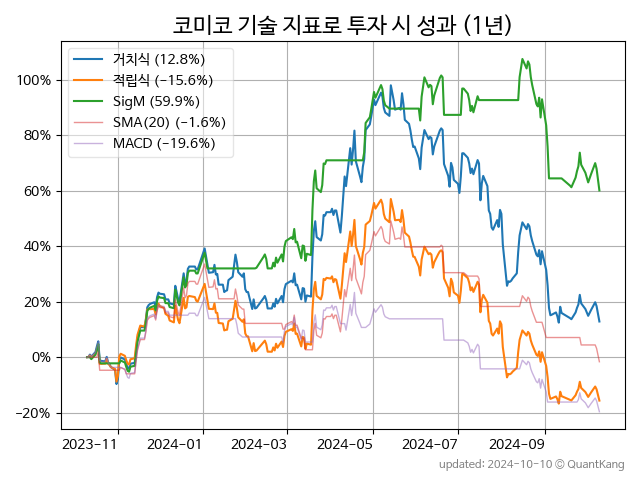 코미코 기술 지표로 투자 시 성과 (1년)
거치식 (12.8%)
적립식 (−15.6%)
SigM (59.9%)
SMA(20) (−1.6%)
MACD (−19.6%)
100%
80%
60%
40%
20%
0%
−20%
2023-11 2024-01 2024-03 2024-05 2024-07 2024-09
updated: 2024-10-10 © QuantKang